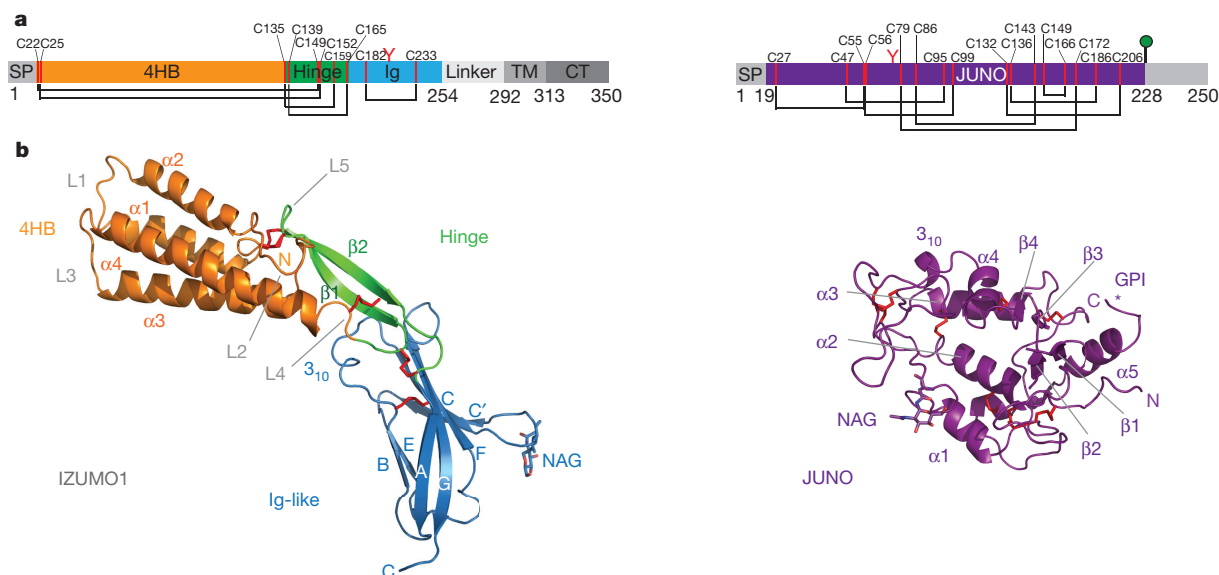 a
C22 C25
C135
C139
C149
C152
C159
C165
C182
Y
C233
SP
4HB
Hinge
Ig
Linker
TM
CT
1
254
292
313
350
C27
C47
C55
C56
Y
C79
C86
C95
C99
C132
C136
C143
C149
C166
C172
C186
C206
SP
JUNO
1
19
228
250
b
α2
L1
L5
α1
4HB
β2
Hinge
N
α4
L3
β1
α3
L2
L4
3₁₀
C
C′
E
F
B
A
G
NAG
IZUMO1
Ig-like
C
3₁₀
α4
β4
β3
GPI
α3
C
*
α2
α5
N
NAG
β1
β2
α1
JUNO